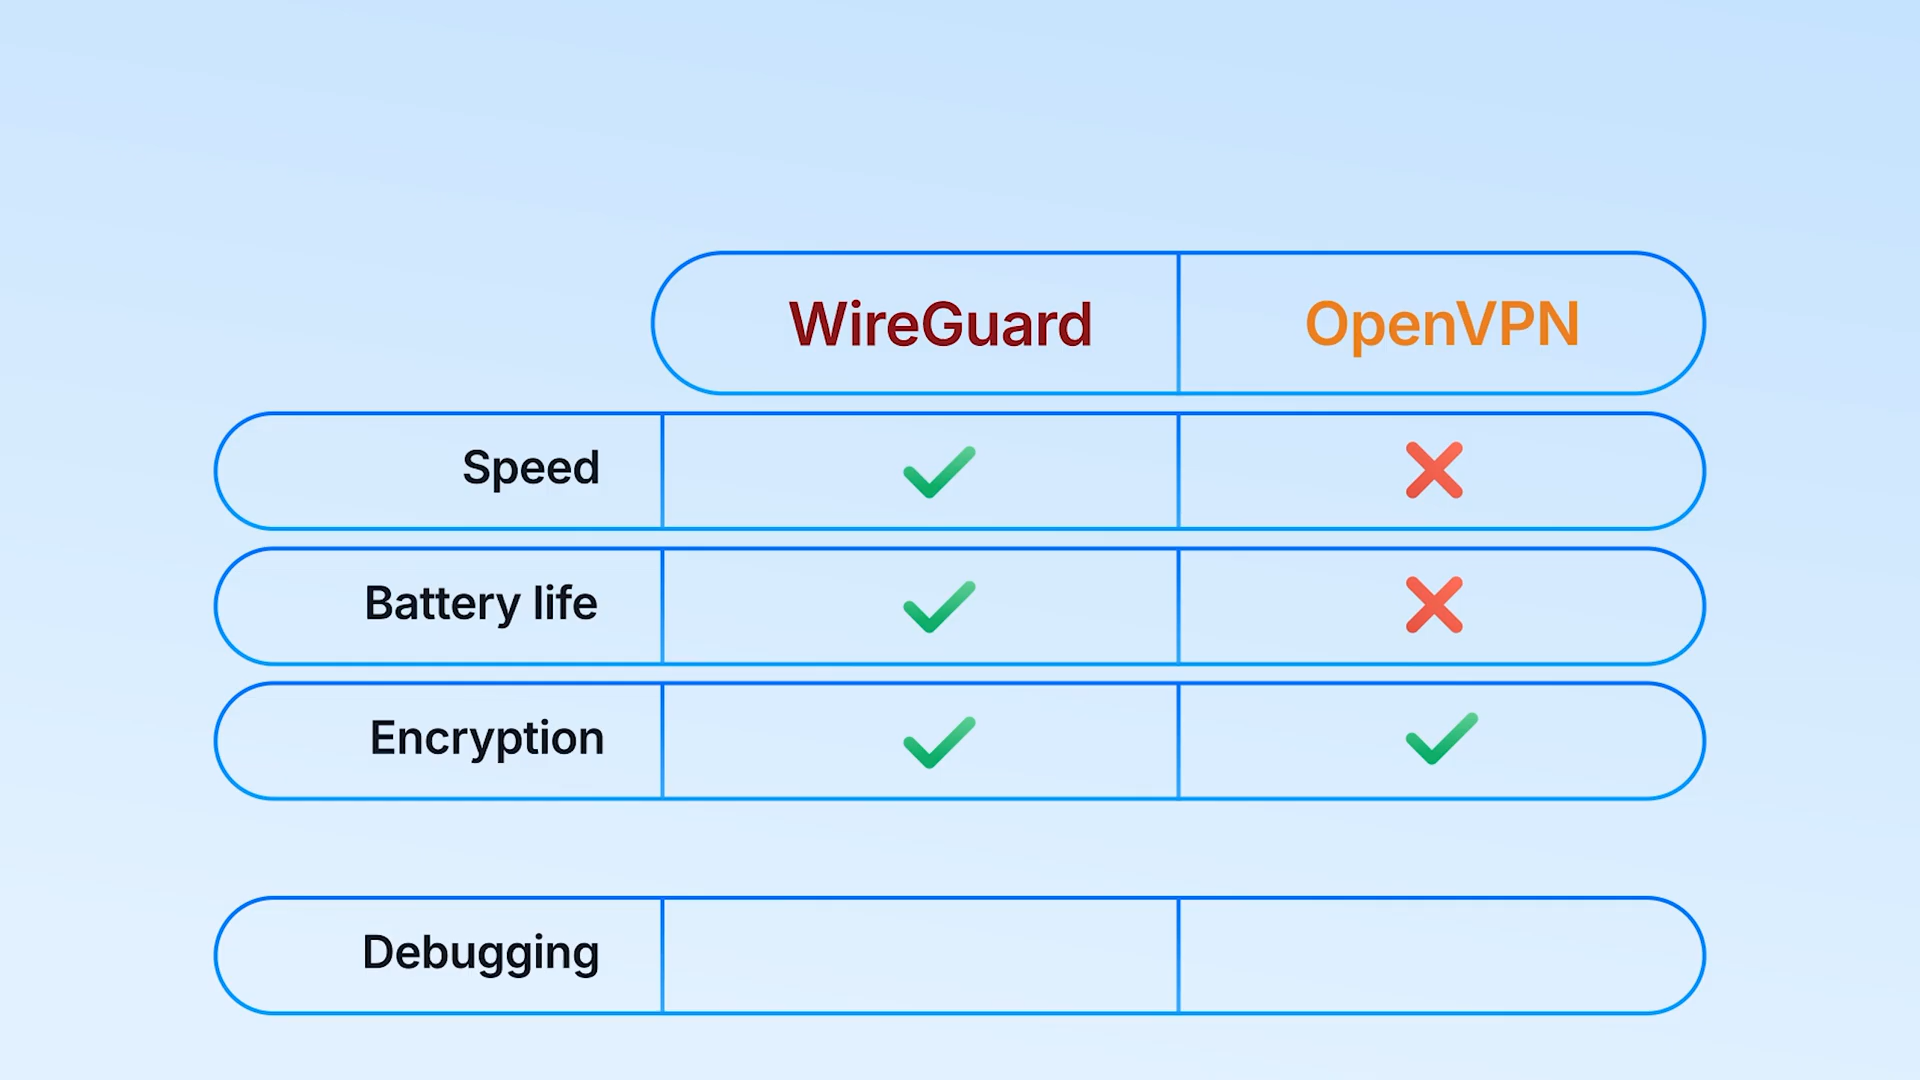 WireGuard OpenVPN
Speed
Battery life
Encryption
Debugging